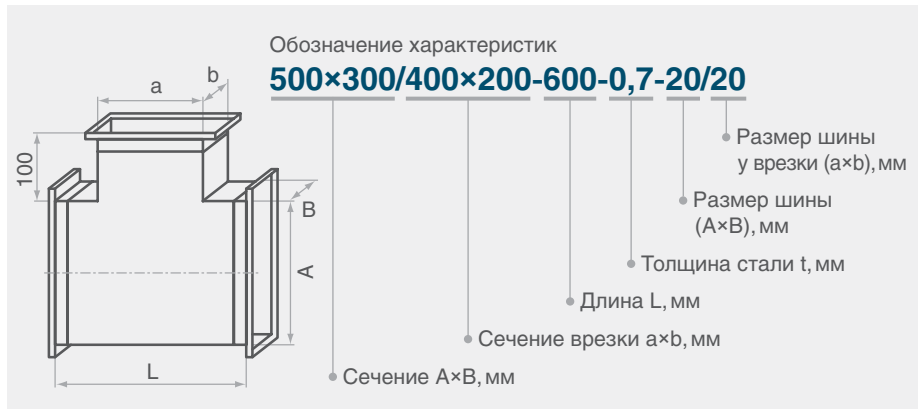 Обозначение характеристик
500×300/400×200-600-0,7-20/20
a
b
100
B
A
L
Размер шины
у врезки (a×b), мм
Размер шины
(A×B), мм
Толщина стали t, мм
Длина L, мм
Сечение врезки a×b, мм
Сечение A×B, мм